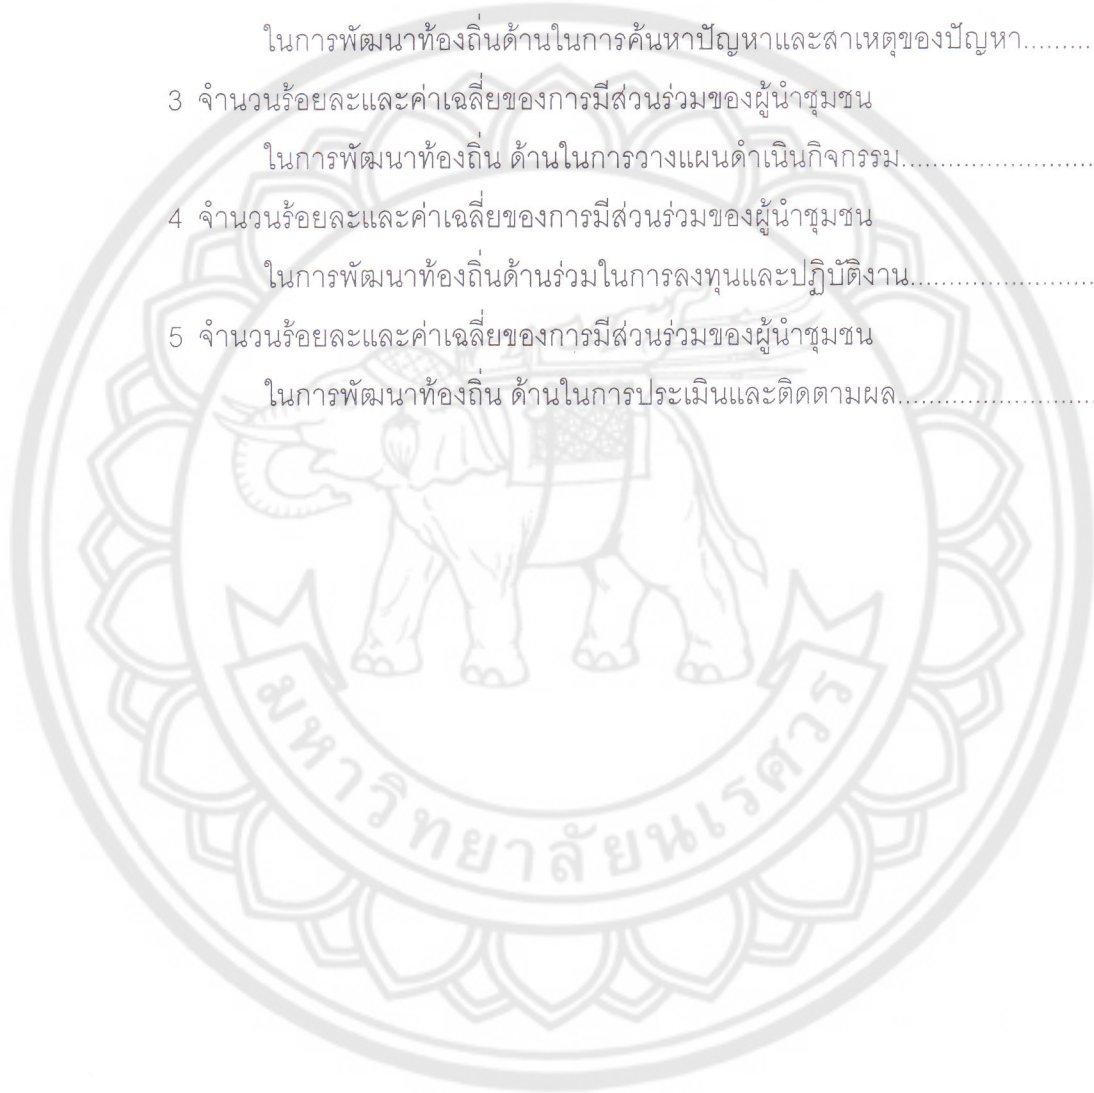 ในการพัฒนาท้องถิ่นด้านในการค้นหาปัญหาและสาเหตุของปัญหา.........
3 จำนวนร้อยละและค่าเฉลี่ยของการมีส่วนร่วมของผู้นำชุมชน
ในการพัฒนาท้องถิ่น ด้านในการวางแผนดำเนินกิจกรรม........................
4 จำนวนร้อยละและค่าเฉลี่ยของการมีส่วนร่วมของผู้นำชุมชน
ในการพัฒนาท้องถิ่นด้านร่วมในการลงทุนและปฏิบัติงาน.......................
5 จำนวนร้อยละและค่าเฉลี่ยของการมีส่วนร่วมของผู้นำชุมชน
ในการพัฒนาท้องถิ่น ด้านในการประเมินและติดตามผล.........................
มหาวิทยาลัยนเรศวร